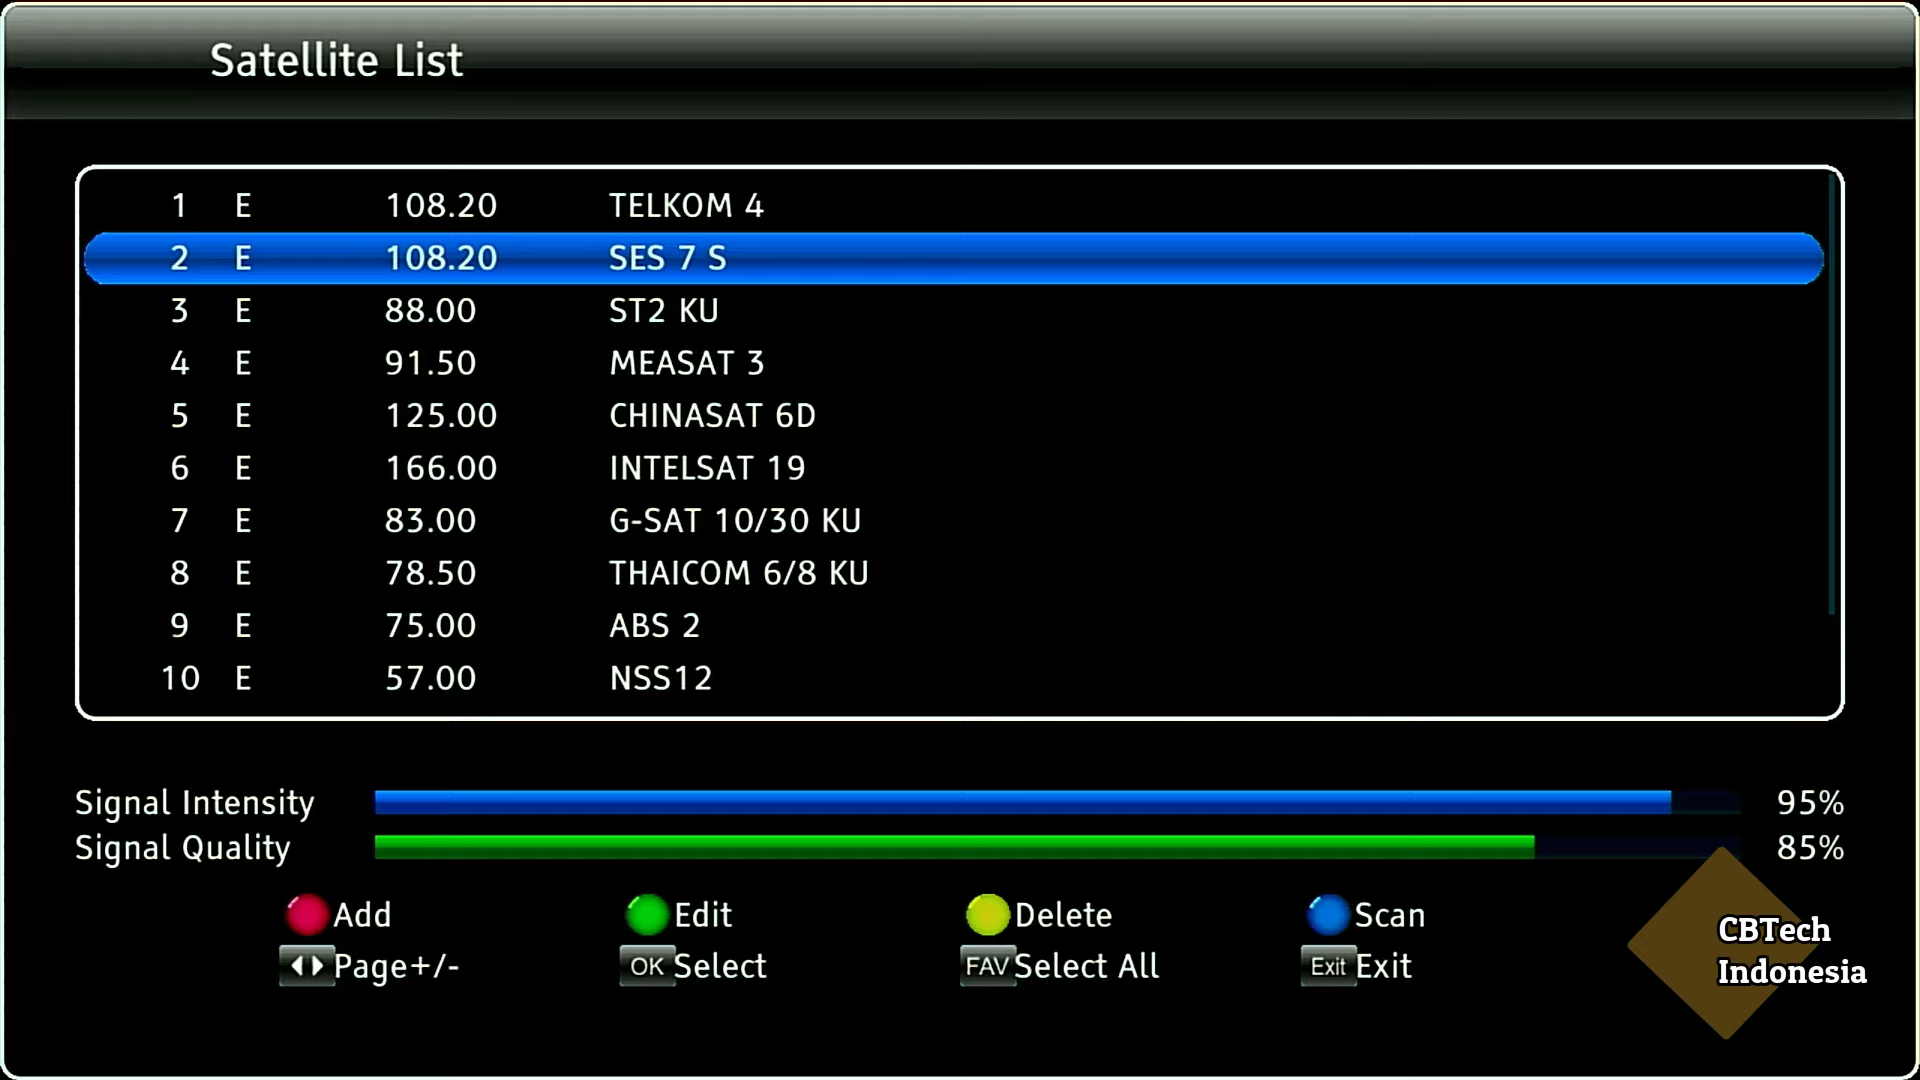 Satellite List
1 E 108.20 TELKOM 4
2 E 108.20 SES 7 S
3 E 88.00 ST2 KU
4 E 91.50 MEASAT 3
5 E 125.00 CHINASAT 6D
6 E 166.00 INTELSAT 19
7 E 83.00 G-SAT 10/30 KU
8 E 78.50 THAICOM 6/8 KU
9 E 75.00 ABS 2
10 E 57.00 NSS12
Signal Intensity 95%
Signal Quality 85%
Add Edit Delete Scan
Page+/- OK Select FAV Select All Exit Exit
CBTech
Indonesia